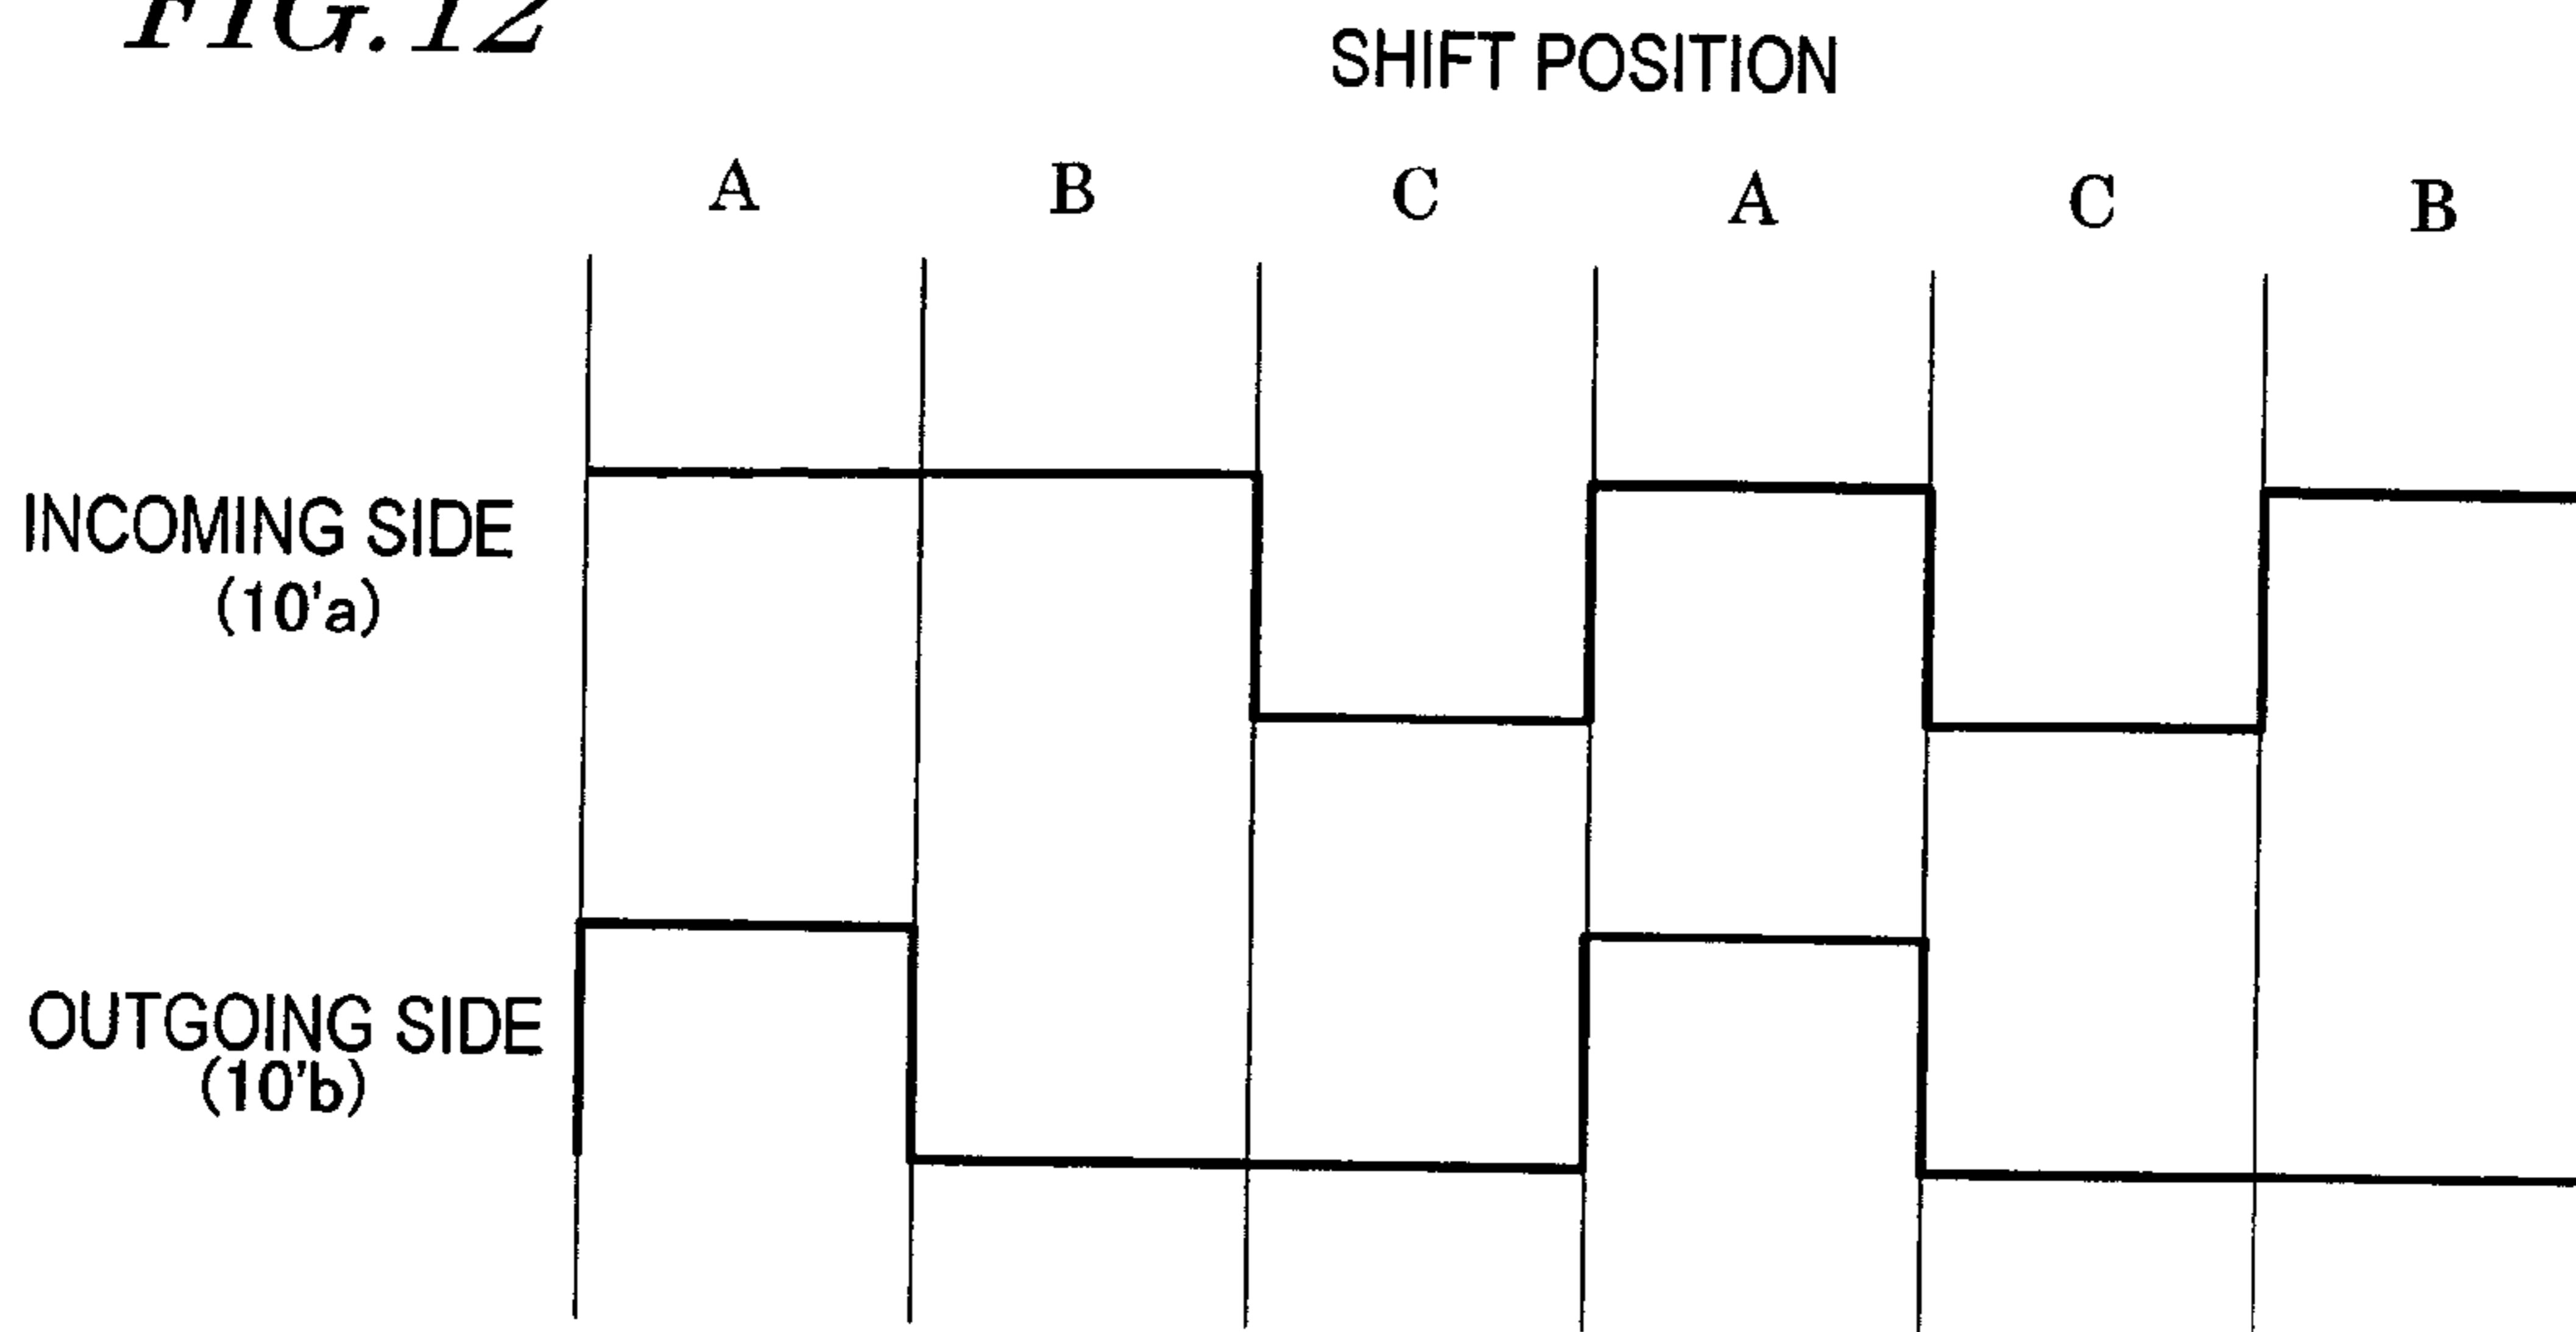 FIG.12
SHIFT POSITION
A B C A C B
INCOMING SIDE
(10'a)
OUTGOING SIDE
(10'b)